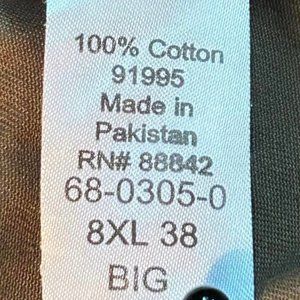 100% Cotton
91995
Made in
Pakistan
RN# 88842
68-0305-0
8XL 38
BIG